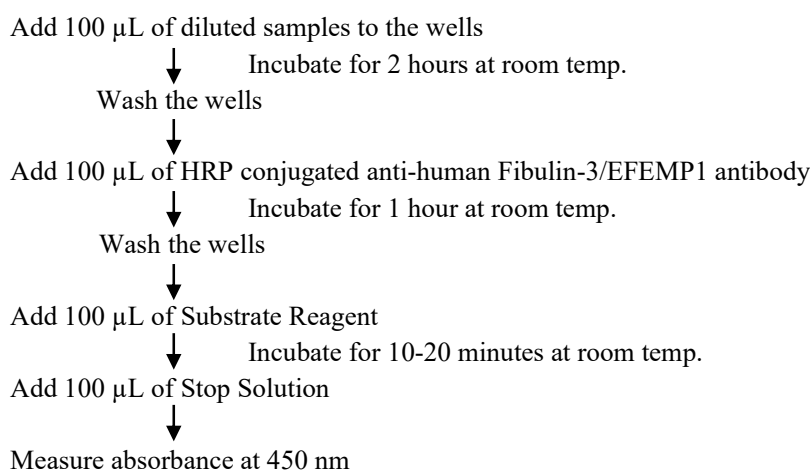 Add 100 µL of diluted samples to the wells
Incubate for 2 hours at room temp.
Wash the wells
Add 100 µL of HRP conjugated anti-human Fibulin-3/EFEMP1 antibody
Incubate for 1 hour at room temp.
Wash the wells
Add 100 µL of Substrate Reagent
Incubate for 10-20 minutes at room temp.
Add 100 µL of Stop Solution
Measure absorbance at 450 nm